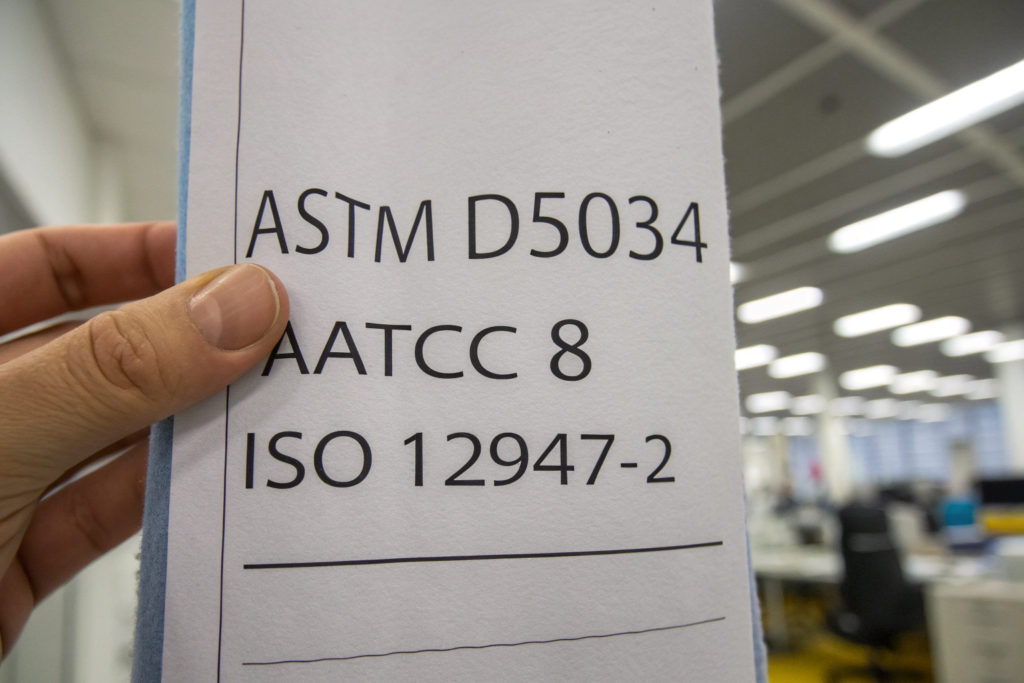 ASTM D5034
AATCC 8
ISO 12947-2